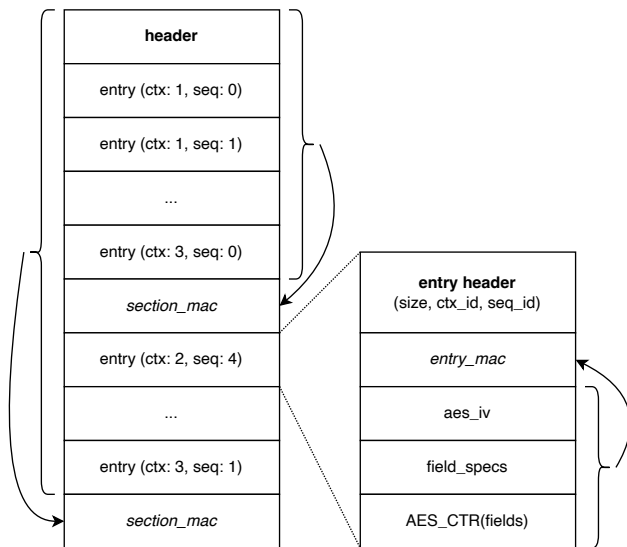 header
entry (ctx: 1, seq: 0)
entry (ctx: 1, seq: 1)
...
entry (ctx: 3, seq: 0)
section_mac
entry (ctx: 2, seq: 4)
...
entry (ctx: 3, seq: 1)
section_mac
entry header
(size, ctx_id, seq_id)
entry_mac
aes_iv
field_specs
AES_CTR(fields)